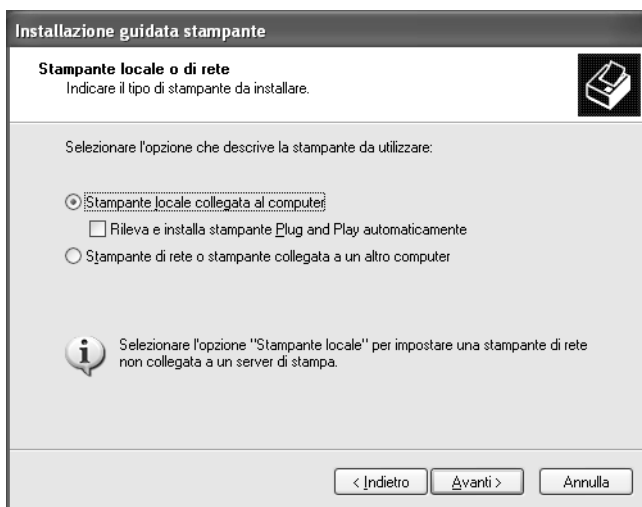 Installazione guidata stampante
Stampante locale o di rete
Indicare il tipo di stampante da installare.
Selezionare l'opzione che descrive la stampante da utilizzare:
Stampante locale collegata al computer
Rileva e installa stampante Plug and Play automaticamente
Stampante di rete o stampante collegata a un altro computer
Selezionare l'opzione "Stampante locale" per impostare una stampante di rete
non collegata a un server di stampa.
< Indietro
Avanti >
Annulla